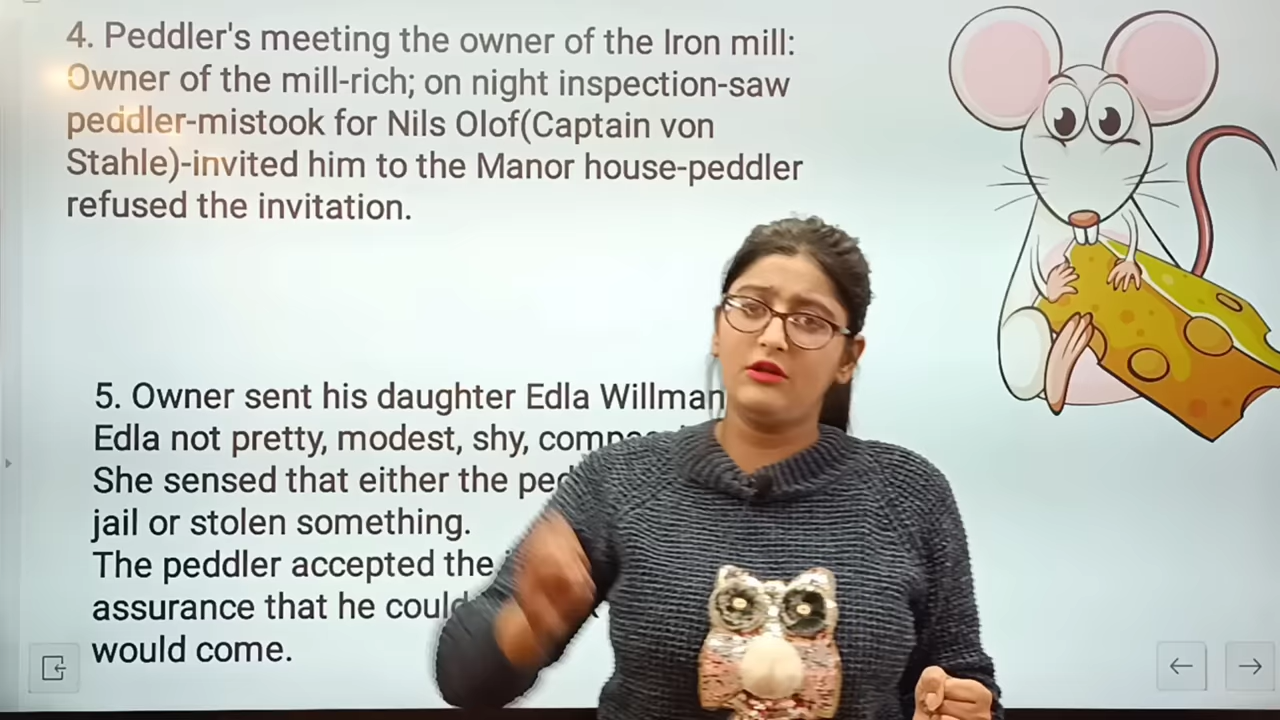 4. Peddler's meeting the owner of the Iron mill:
Owner of the mill-rich; on night inspection-saw
peddler-mistook for Nils Olof(Captain von
Stahle)-invited him to the Manor house-peddler
refused the invitation.
5. Owner sent his daughter Edla Willman
Edla not pretty, modest, shy,
She sensed that either the
jail or stolen something.
The peddler accepted the
assurance that he could
would come.